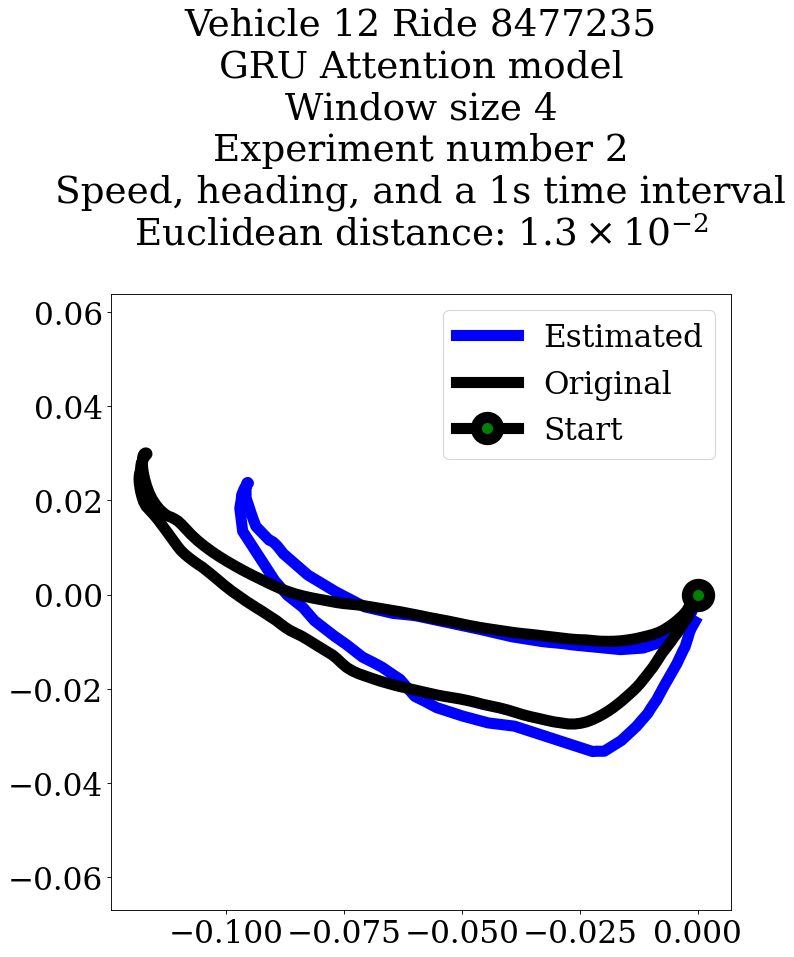 Vehicle 12 Ride 8477235
GRU Attention model
Window size 4
Experiment number 2
Speed, heading, and a 1s time interval
Euclidean distance: 1.3 × 10⁻²
Estimated
Original
Start
0.06
0.04
0.02
0.00
−0.02
−0.04
−0.06
−0.100 −0.075 −0.050 −0.025 0.000